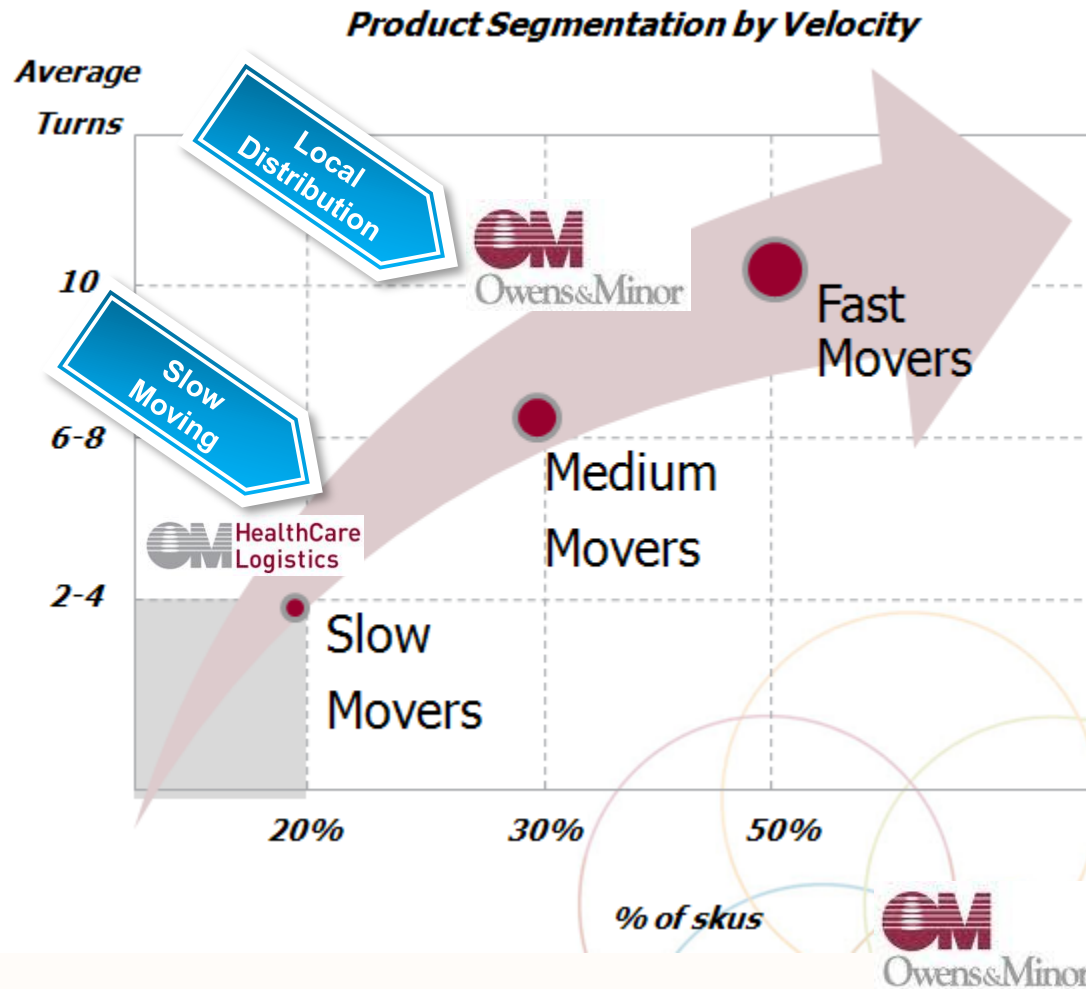 Product Segmentation by Velocity
Average
Turns
Local
Distribution
OM
Owens&Minor
10
Fast
Movers
Slow
Moving
6-8
Medium
Movers
OM HealthCare
Logistics
2-4
Slow
Movers
20% 30% 50%
% of skus
OM
Owens&Minor